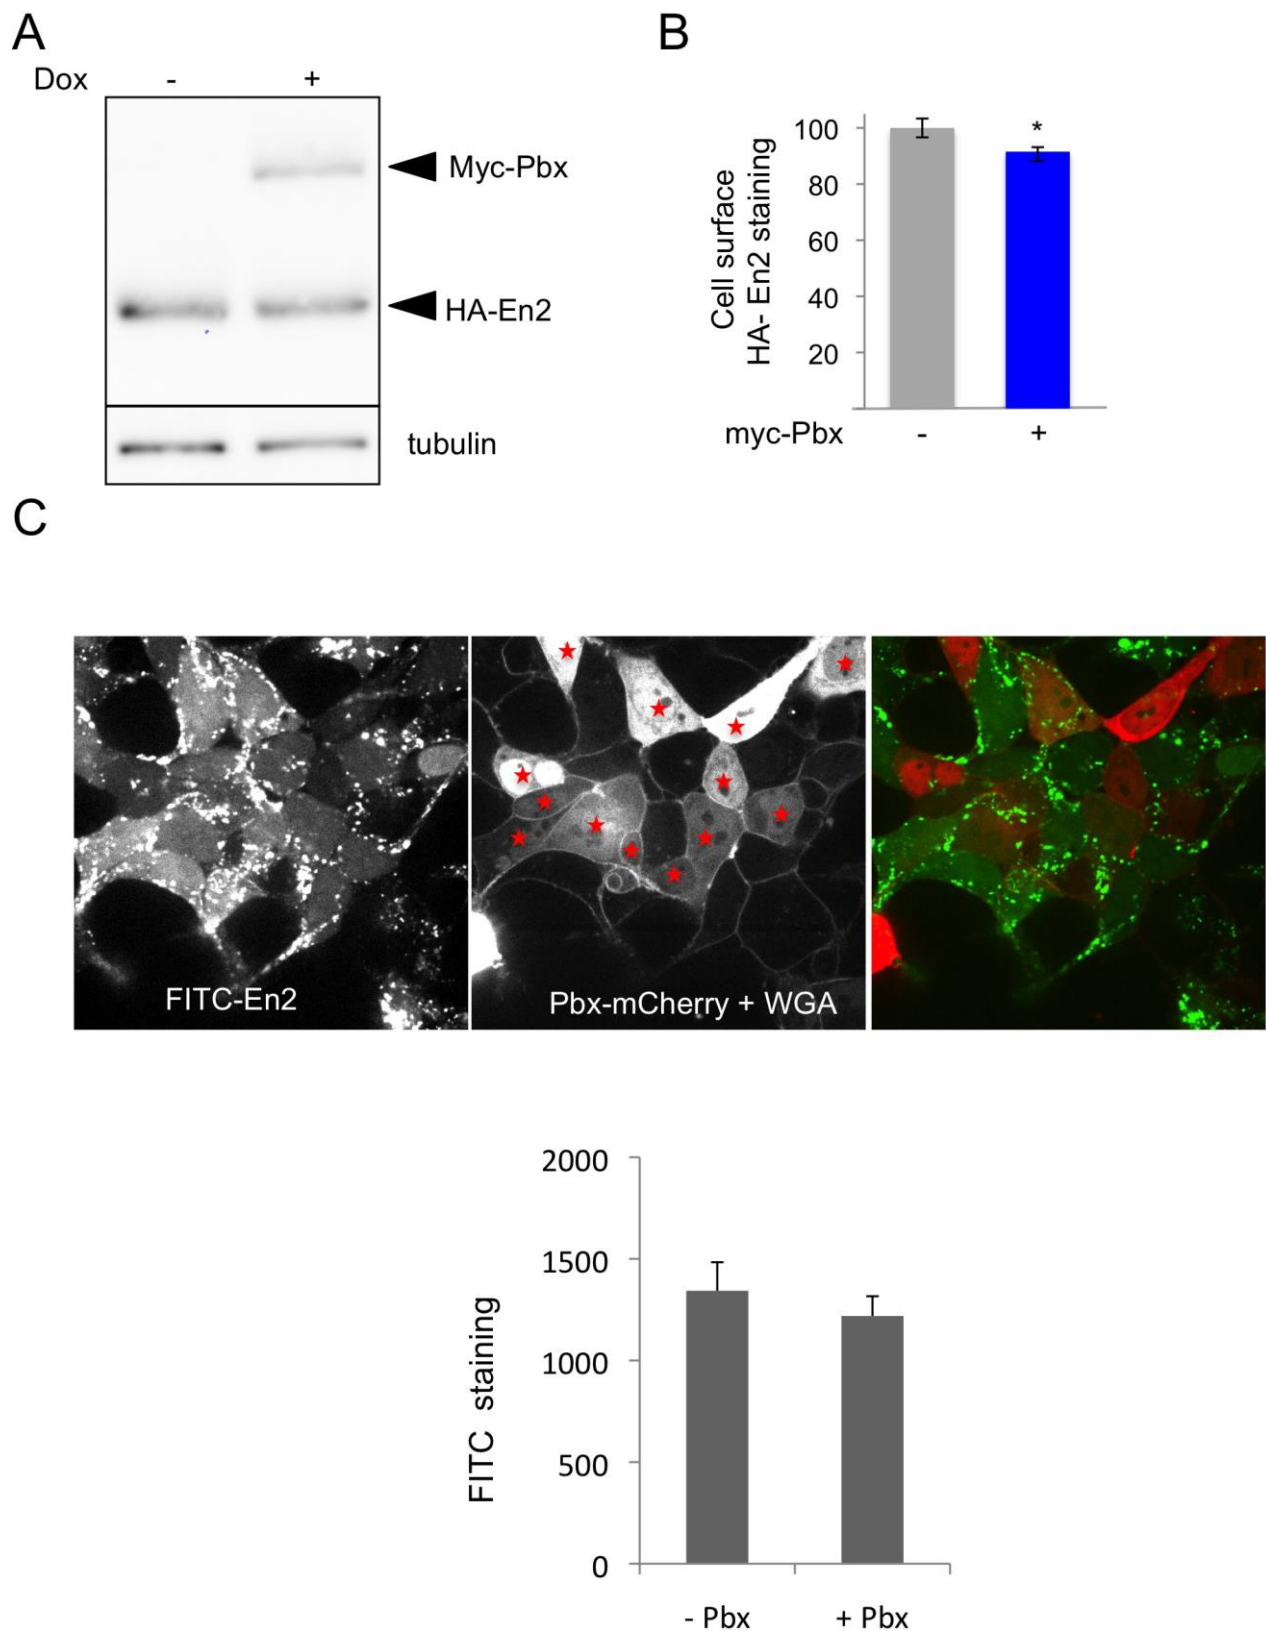 A
Dox - +
Myc-Pbx
HA-En2
tubulin
B
Cell surface
HA- En2 staining
100
80
60
40
20
*
myc-Pbx - +
C
FITC-En2
Pbx-mCherry + WGA
FITC staining
2000
1500
1000
500
0
- Pbx + Pbx